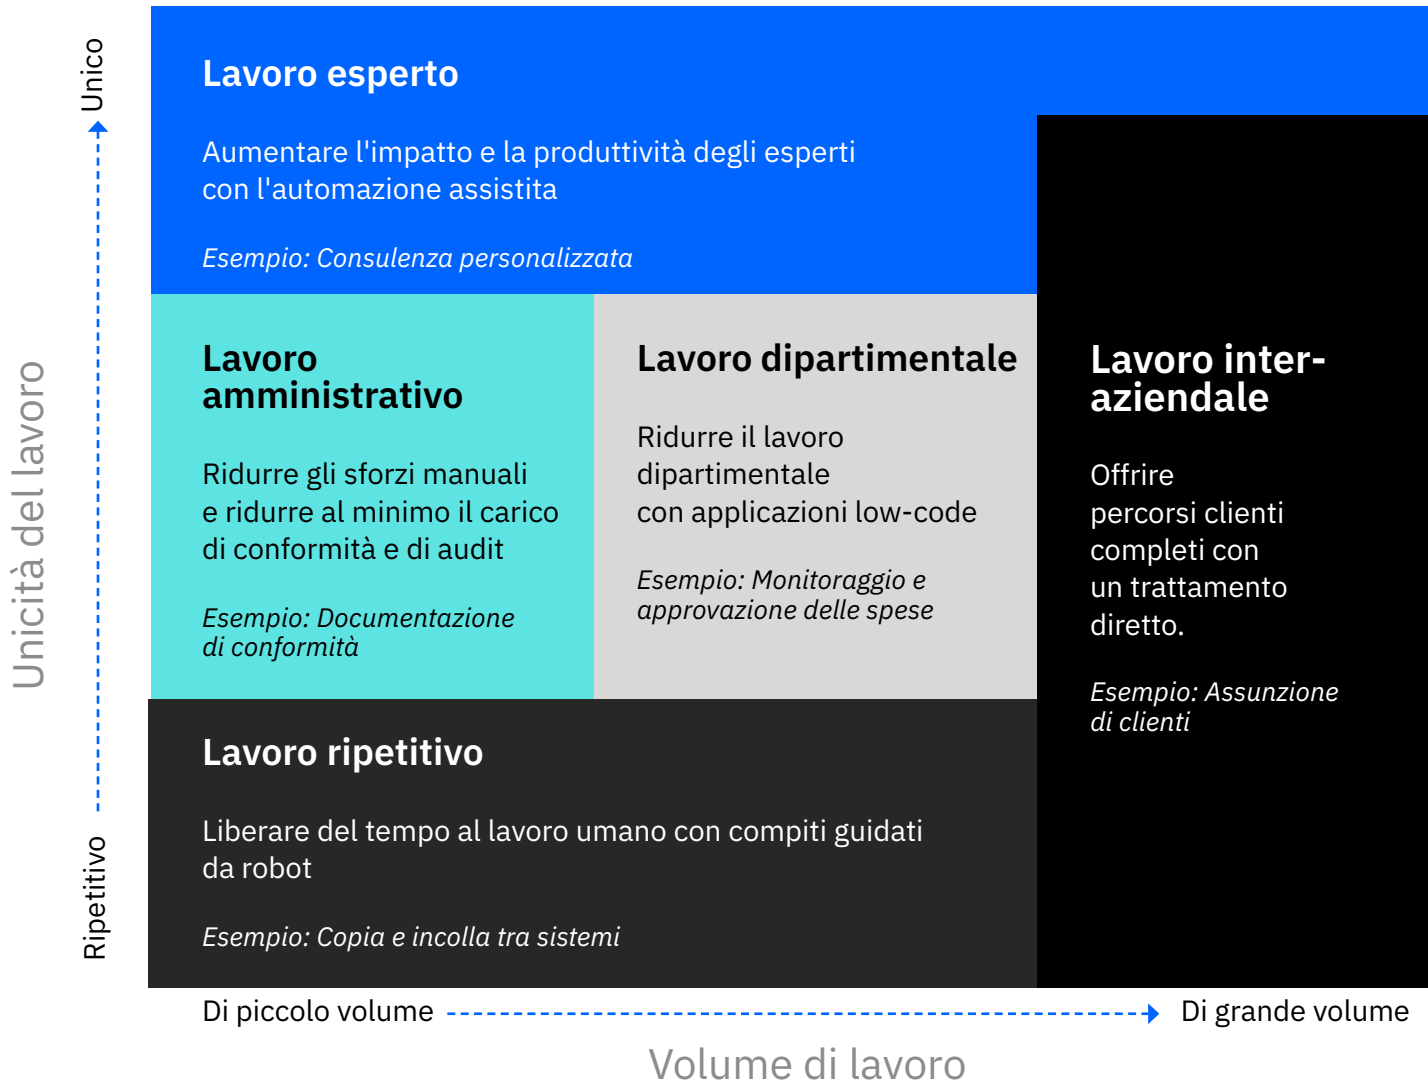 Unicità del lavoro
Unico
Ripetitivo
Lavoro esperto
Aumentare l'impatto e la produttività degli esperti
con l'automazione assistita
Esempio: Consulenza personalizzata
Lavoro
amministrativo
Ridurre gli sforzi manuali
e ridurre al minimo il carico
di conformità e di audit
Esempio: Documentazione
di conformità
Lavoro dipartimentale
Ridurre il lavoro
dipartimentale
con applicazioni low-code
Esempio: Monitoraggio e
approvazione delle spese
Lavoro inter-
aziendale
Offrire
percorsi clienti
completi con
un trattamento
diretto.
Esempio: Assunzione
di clienti
Lavoro ripetitivo
Liberare del tempo al lavoro umano con compiti guidati
da robot
Esempio: Copia e incolla tra sistemi
Di piccolo volume
Di grande volume
Volume di lavoro